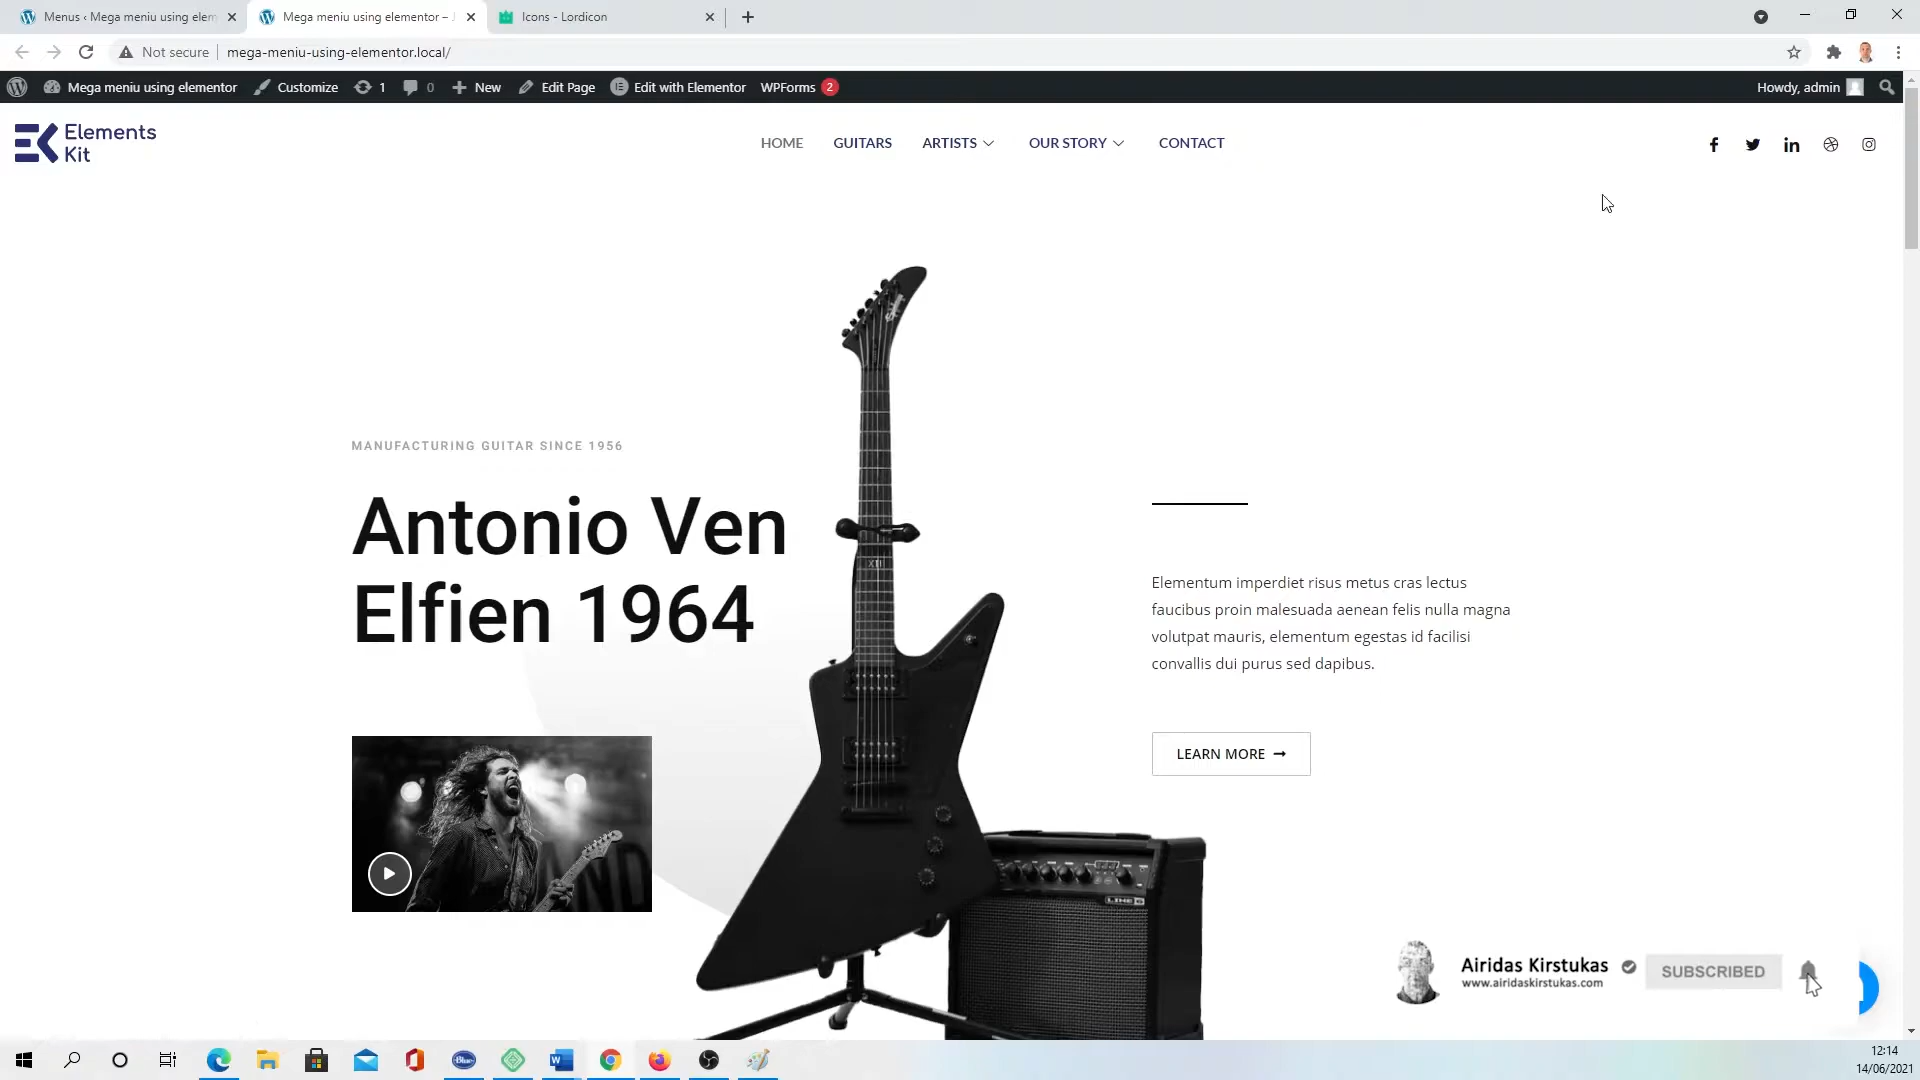 Menus ‹ Mega meniu using elem
Mega meniu using elementor –
Icons - Lordicon
Not secure
mega-meniu-using-elementor.local/
Mega meniu using elementor
Customize
1
0
New
Edit Page
Edit with Elementor
WPForms 2
Howdy, admin
Elements
Kit
HOME
GUITARS
ARTISTS
OUR STORY
CONTACT
MANUFACTURING GUITAR SINCE 1956
Antonio Ven
Elfien 1964
Elementum imperdiet risus metus cras lectus
faucibus proin malesuada aenean felis nulla magna
volutpat mauris, elementum egestas id facilisi
convallis dui purus sed dapibus.
LEARN MORE
XII
LINE 6
Airidas Kirstukas
www.airidaskirstukas.com
SUBSCRIBED
Blue
12:14
14/06/2021